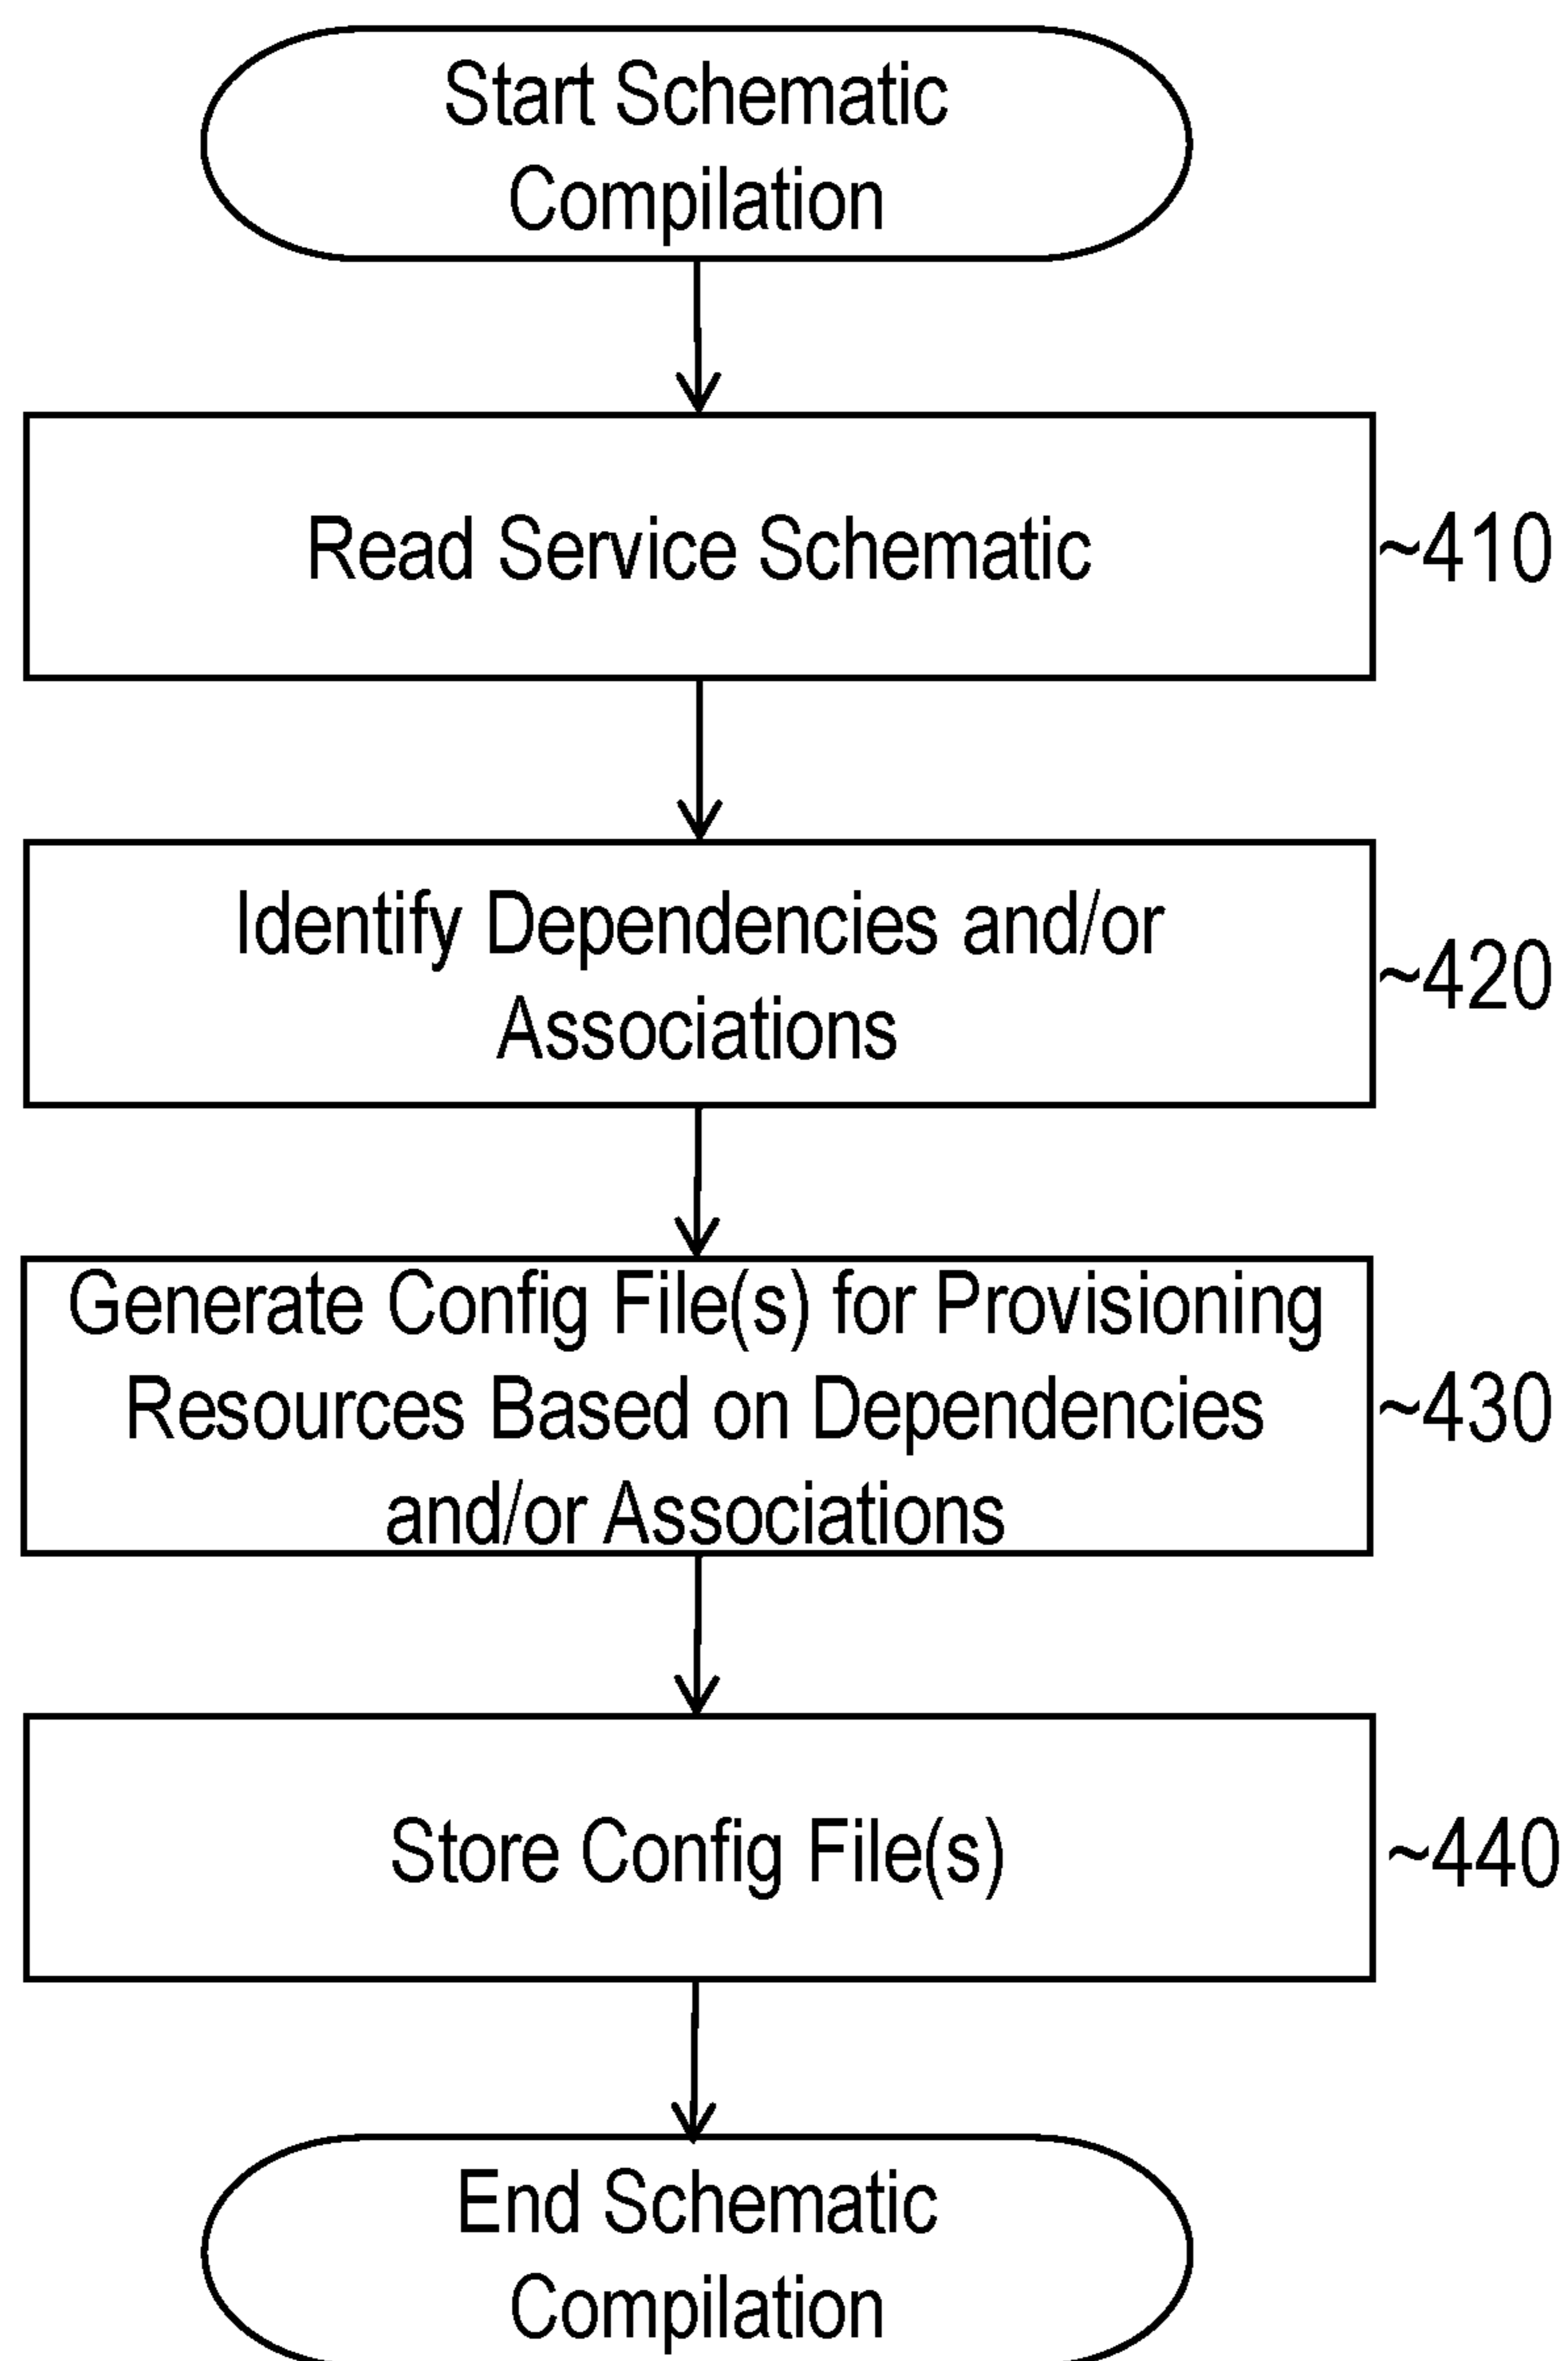 Start Schematic
Compilation
Read Service Schematic
~410
Identify Dependencies and/or
Associations
~420
Generate Config File(s) for Provisioning
Resources Based on Dependencies
and/or Associations
~430
Store Config File(s)
~440
End Schematic
Compilation